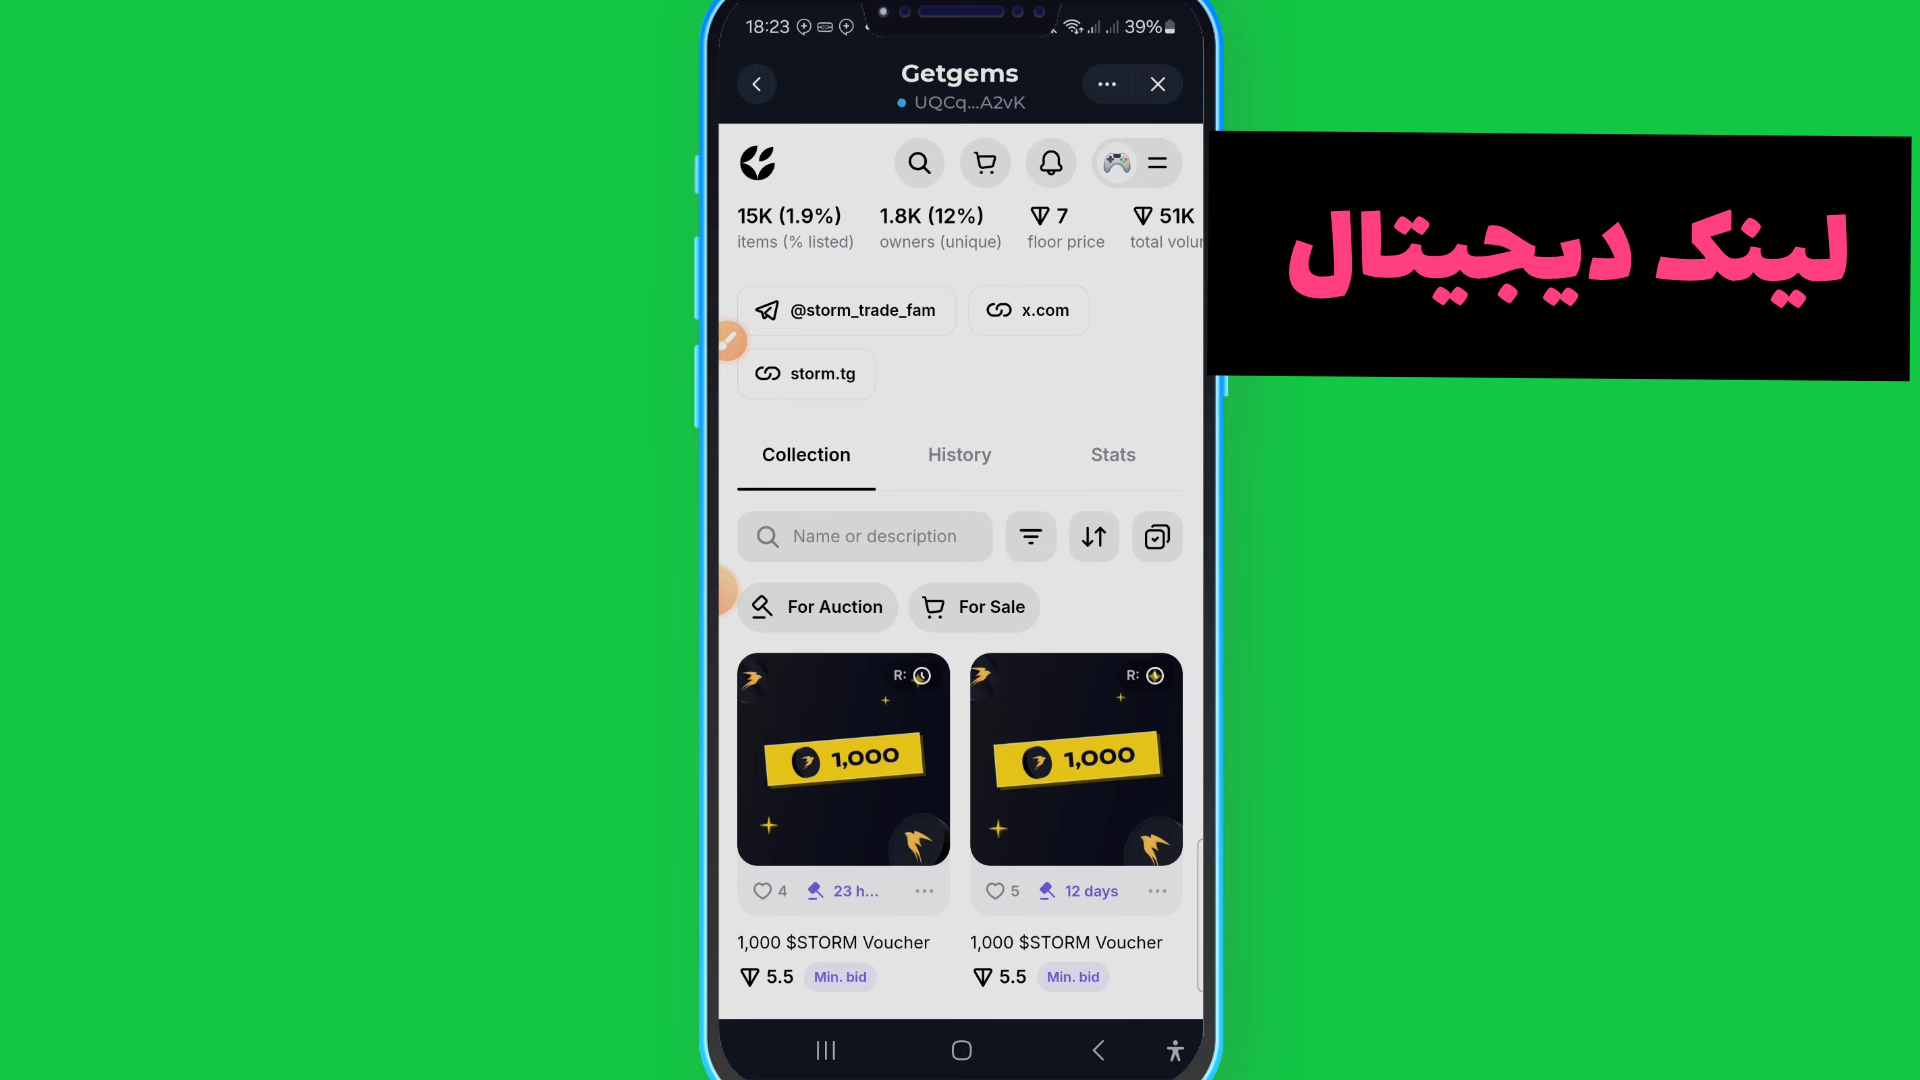 18:23
39%
Getgems
UQCq...A2vK
لینک دیجیتال
15K (1.9%) 1.8K (12%) 7 51K
items (% listed) owners (unique) floor price total volu
@storm_trade_fam x.com
storm.tg
Collection History Stats
Name or description
For Auction For Sale
R: R:
1,000 1,000
4 23 h... 5 12 days
1,000 $STORM Voucher 1,000 $STORM Voucher
5.5 Min. bid 5.5 Min. bid